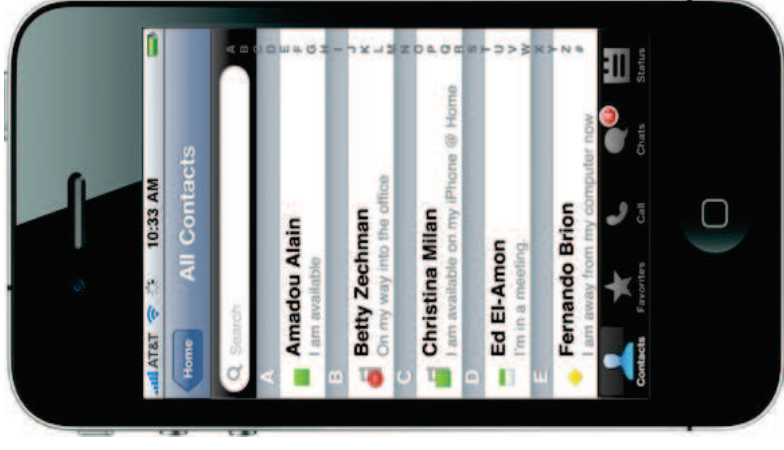 AT&T 10:33 AM
Home All Contacts
Search
A
Amadou Alain
I am available
B
Betty Zechman
On my way into the office
C
Christina Milan
I am available on my iPhone @ Home
D
Ed El-Amon
I'm in a meeting.
E
Fernando Brion
I am away from my computer now
A
B
C
D
E
F
G
H
I
J
K
L
M
N
O
P
Q
R
S
T
U
V
W
X
Y
Z
#
Contacts Favorites Call Chats Status